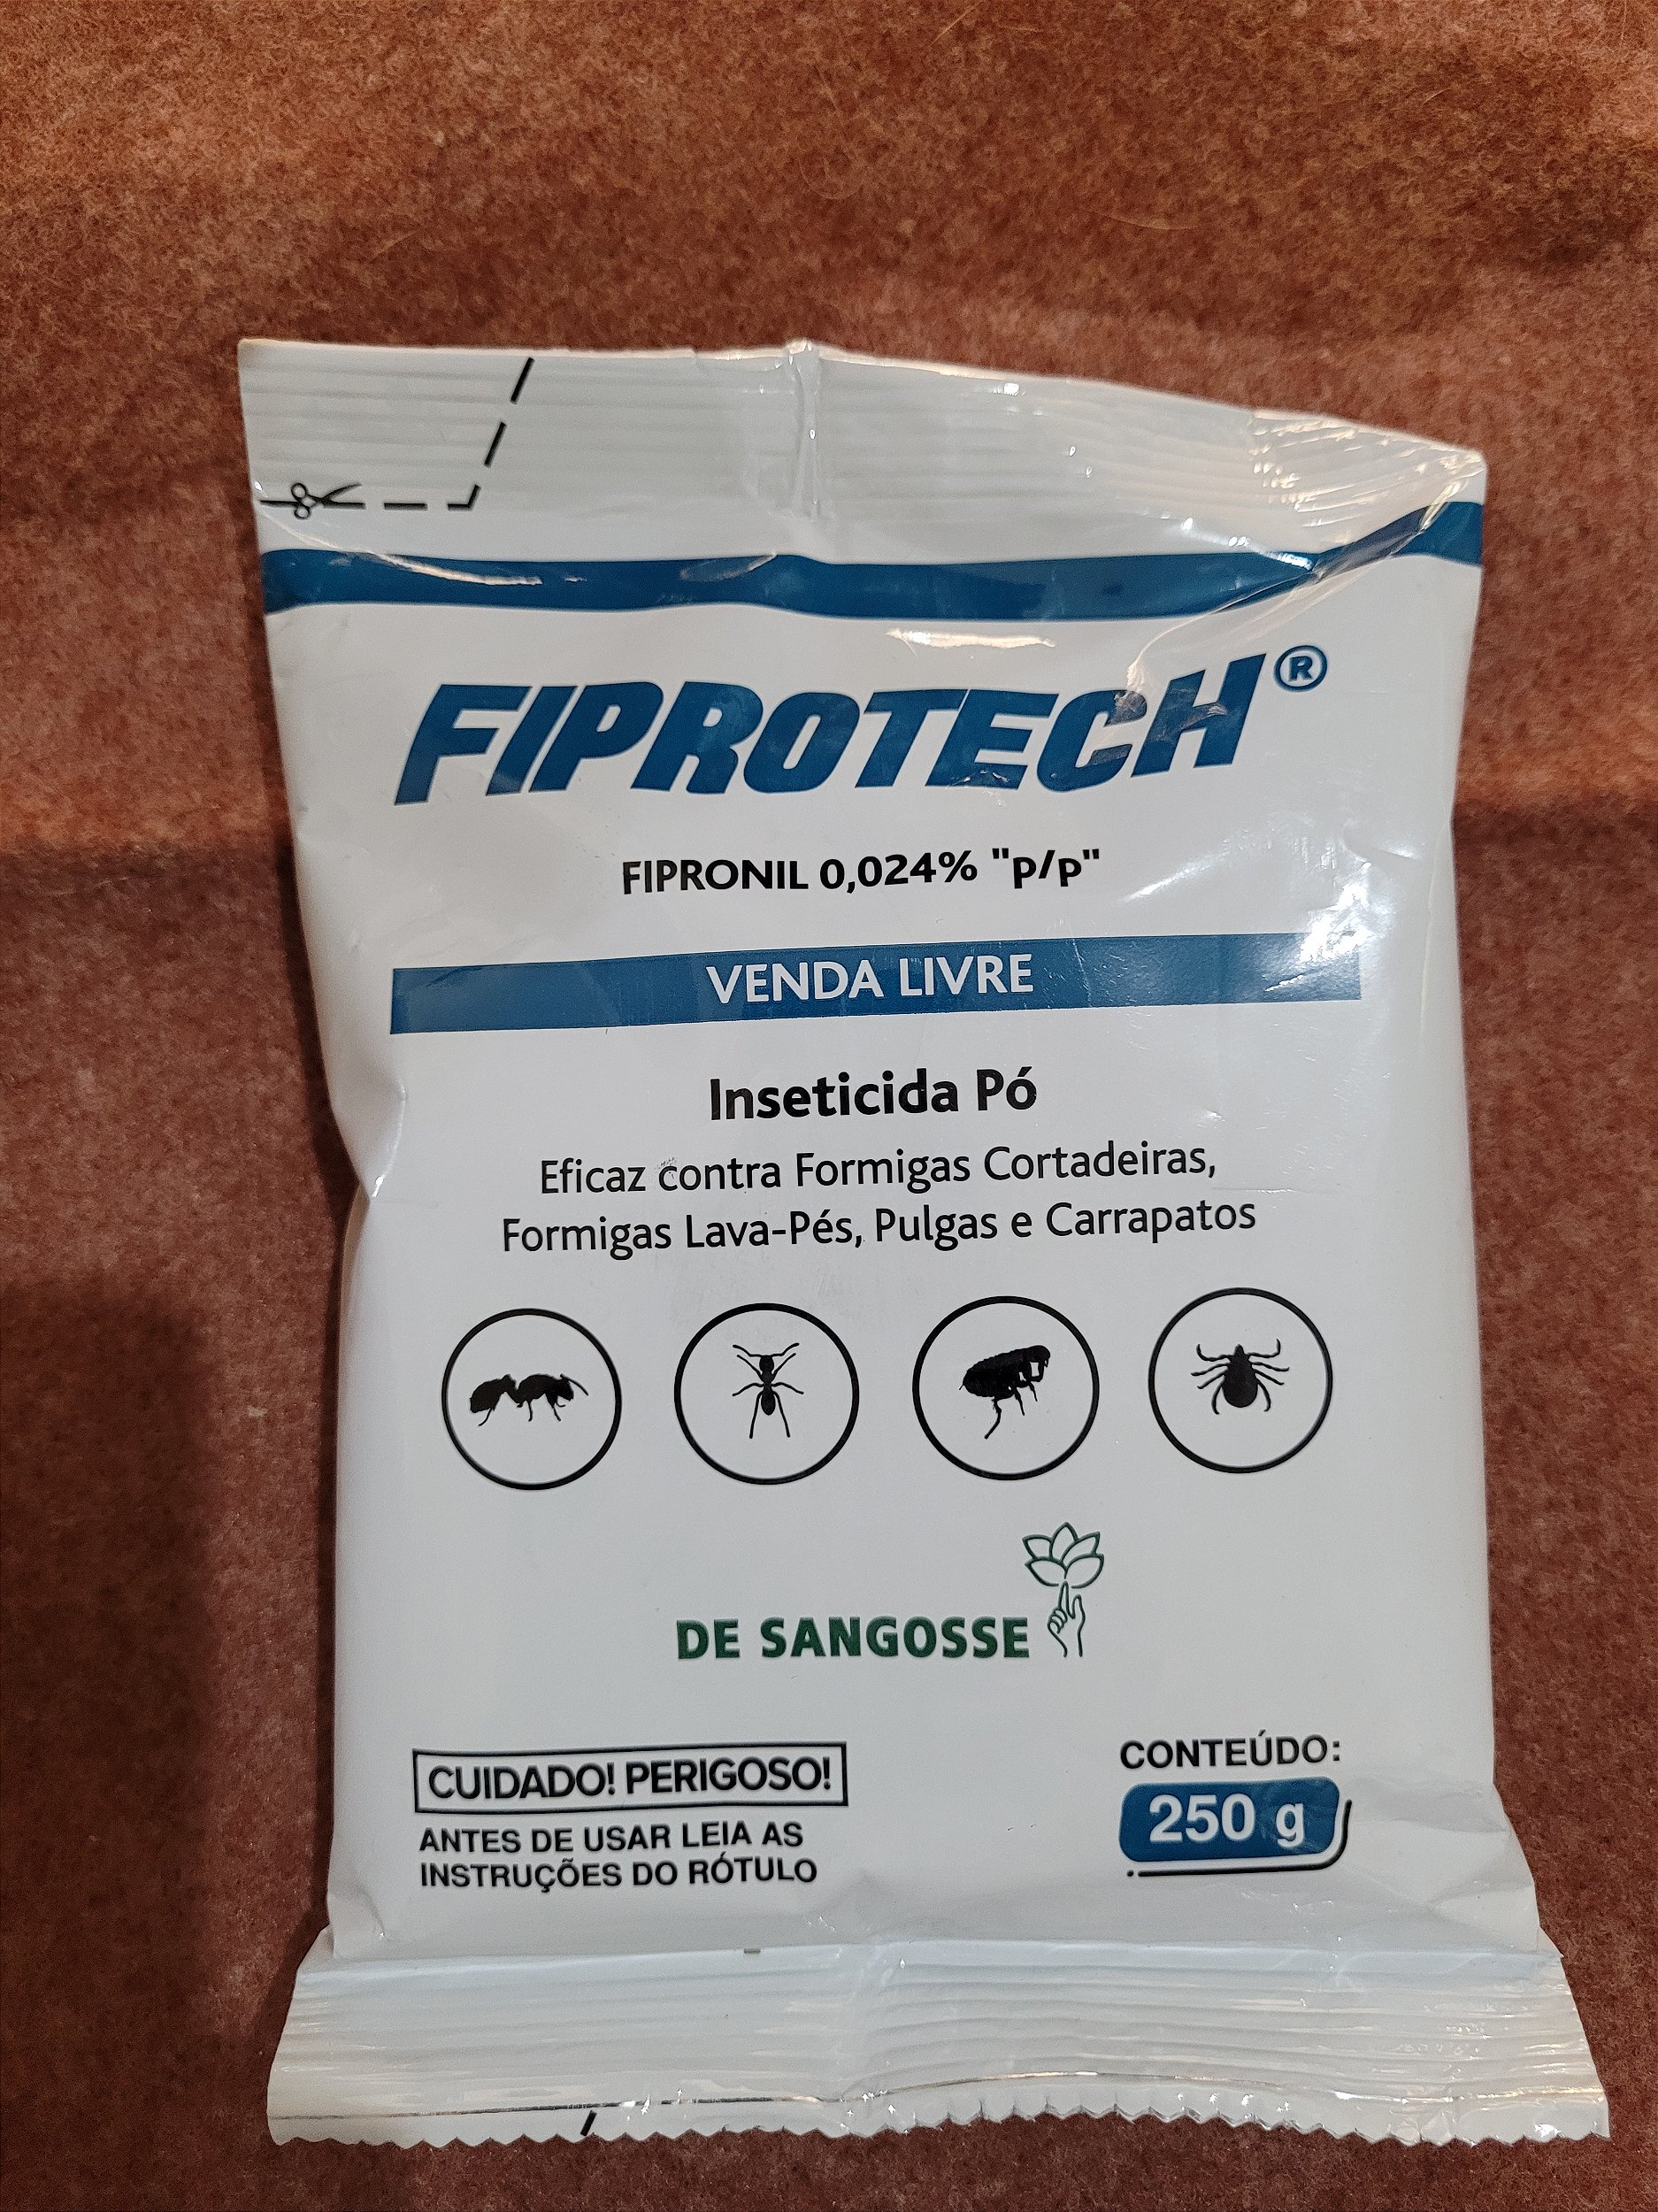 FIPROTECH®
FIPRONIL 0,024% "p/p"
VENDA LIVRE
Inseticida Pó
Eficaz contra Formigas Cortadeiras,
Formigas Lava-Pés, Pulgas e Carrapatos
DE SANGOSSE
CUIDADO! PERIGOSO!
ANTES DE USAR LEIA AS
INSTRUÇÕES DO RÓTULO
CONTEÚDO:
250 g